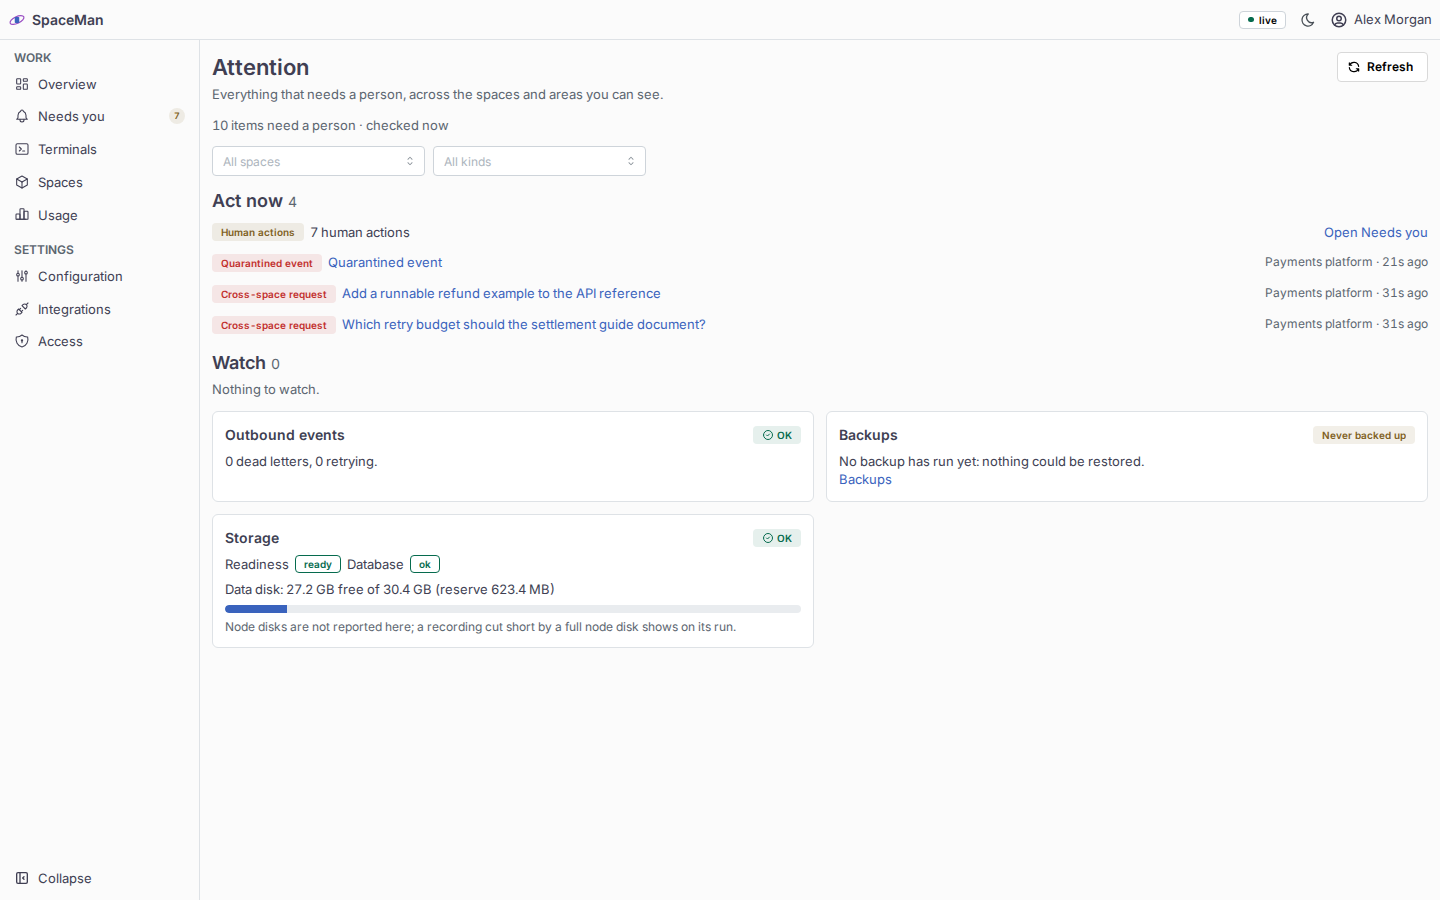 SpaceMan
live
Alex Morgan
WORK
Overview
Needs you 7
Terminals
Spaces
Usage
SETTINGS
Configuration
Integrations
Access
Collapse
Attention
Refresh
Everything that needs a person, across the spaces and areas you can see.
10 items need a person · checked now
All spaces All kinds
Act now 4
Human actions 7 human actions Open Needs you
Quarantined event Quarantined event Payments platform · 21s ago
Cross-space request Add a runnable refund example to the API reference Payments platform · 31s ago
Cross-space request Which retry budget should the settlement guide document? Payments platform · 31s ago
Watch 0
Nothing to watch.
Outbound events OK
0 dead letters, 0 retrying.
Backups Never backed up
No backup has run yet: nothing could be restored.
Backups
Storage OK
Readiness ready Database ok
Data disk: 27.2 GB free of 30.4 GB (reserve 623.4 MB)
Node disks are not reported here; a recording cut short by a full node disk shows on its run.